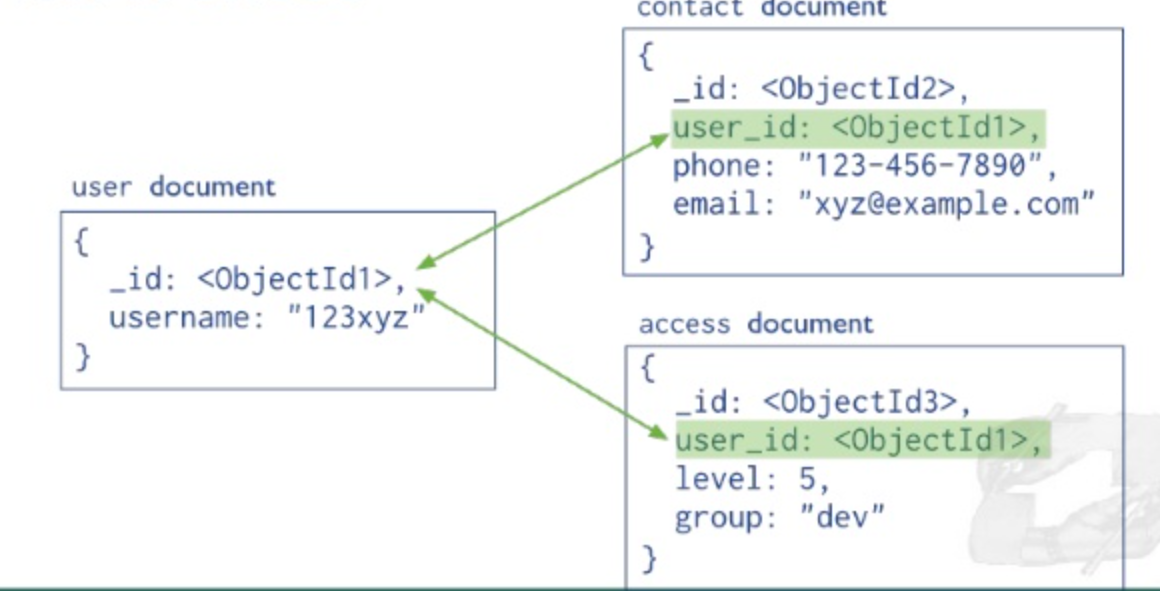 contact document
{
_id: <ObjectId2>,
user_id: <ObjectId1>,
phone: "123-456-7890",
email: "xyz@example.com"
}
user document
{
_id: <ObjectId1>,
username: "123xyz"
}
access document
{
_id: <ObjectId3>,
user_id: <ObjectId1>,
level: 5,
group: "dev"
}